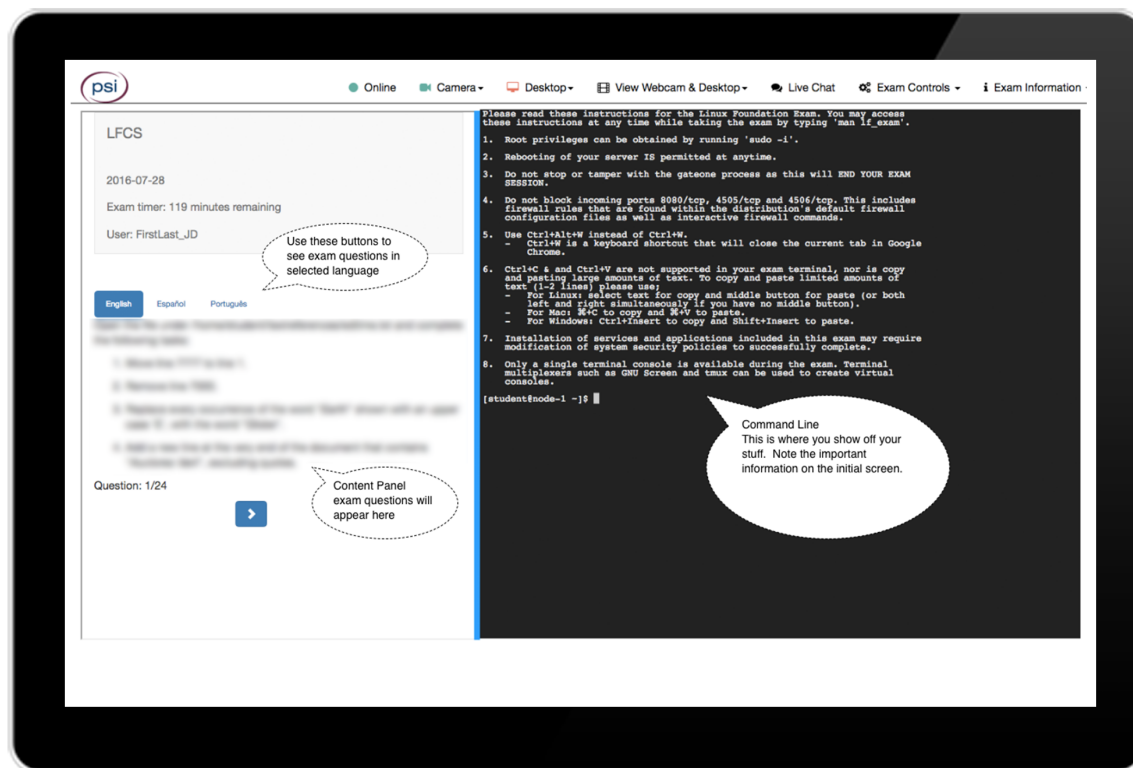 psi
Online Camera Desktop View Webcam & Desktop Live Chat Exam Controls Exam Information
LFCS
2016-07-28
Exam timer: 119 minutes remaining
User: FirstLast_JD
Use these buttons to
see exam questions in
selected language
English Español Português
the following tasks:
Question: 1/24
Content Panel
exam questions will
appear here
Please read these instructions for the Linux Foundation Exam. You may access
these instructions at any time while taking the exam by typing 'man lf_exam'.
1. Root privileges can be obtained by running 'sudo -i'.
2. Rebooting of your server IS permitted at anytime.
3. Do not stop or tamper with the gateone process as this will END YOUR EXAM
SESSION.
4. Do not block incoming ports 8080/tcp, 4505/tcp and 4506/tcp. This includes
firewall rules that are found within the distribution's default firewall
configuration files as well as interactive firewall commands.
5. Use Ctrl+Alt+W instead of Ctrl+W.
- Ctrl+W is a keyboard shortcut that will close the current tab in Google
Chrome.
6. Ctrl+C & and Ctrl+V are not supported in your exam terminal, nor is copy
and pasting large amounts of text. To copy and paste limited amounts of
text (1-2 lines) please use;
- For Linux: select text for copy and middle button for paste (or both
left and right simultaneously if you have no middle button).
- For Mac: ⌘+C to copy and ⌘+V to paste.
- For Windows: Ctrl+Insert to copy and Shift+Insert to paste.
7. Installation of services and applications included in this exam may require
modification of system security policies to successfully complete.
8. Only a single terminal console is available during the exam. Terminal
multiplexers such as GNU Screen and tmux can be used to create virtual
consoles.
[student@node-1 ~]$
Command Line
This is where you show off your
stuff. Note the important
information on the initial screen.